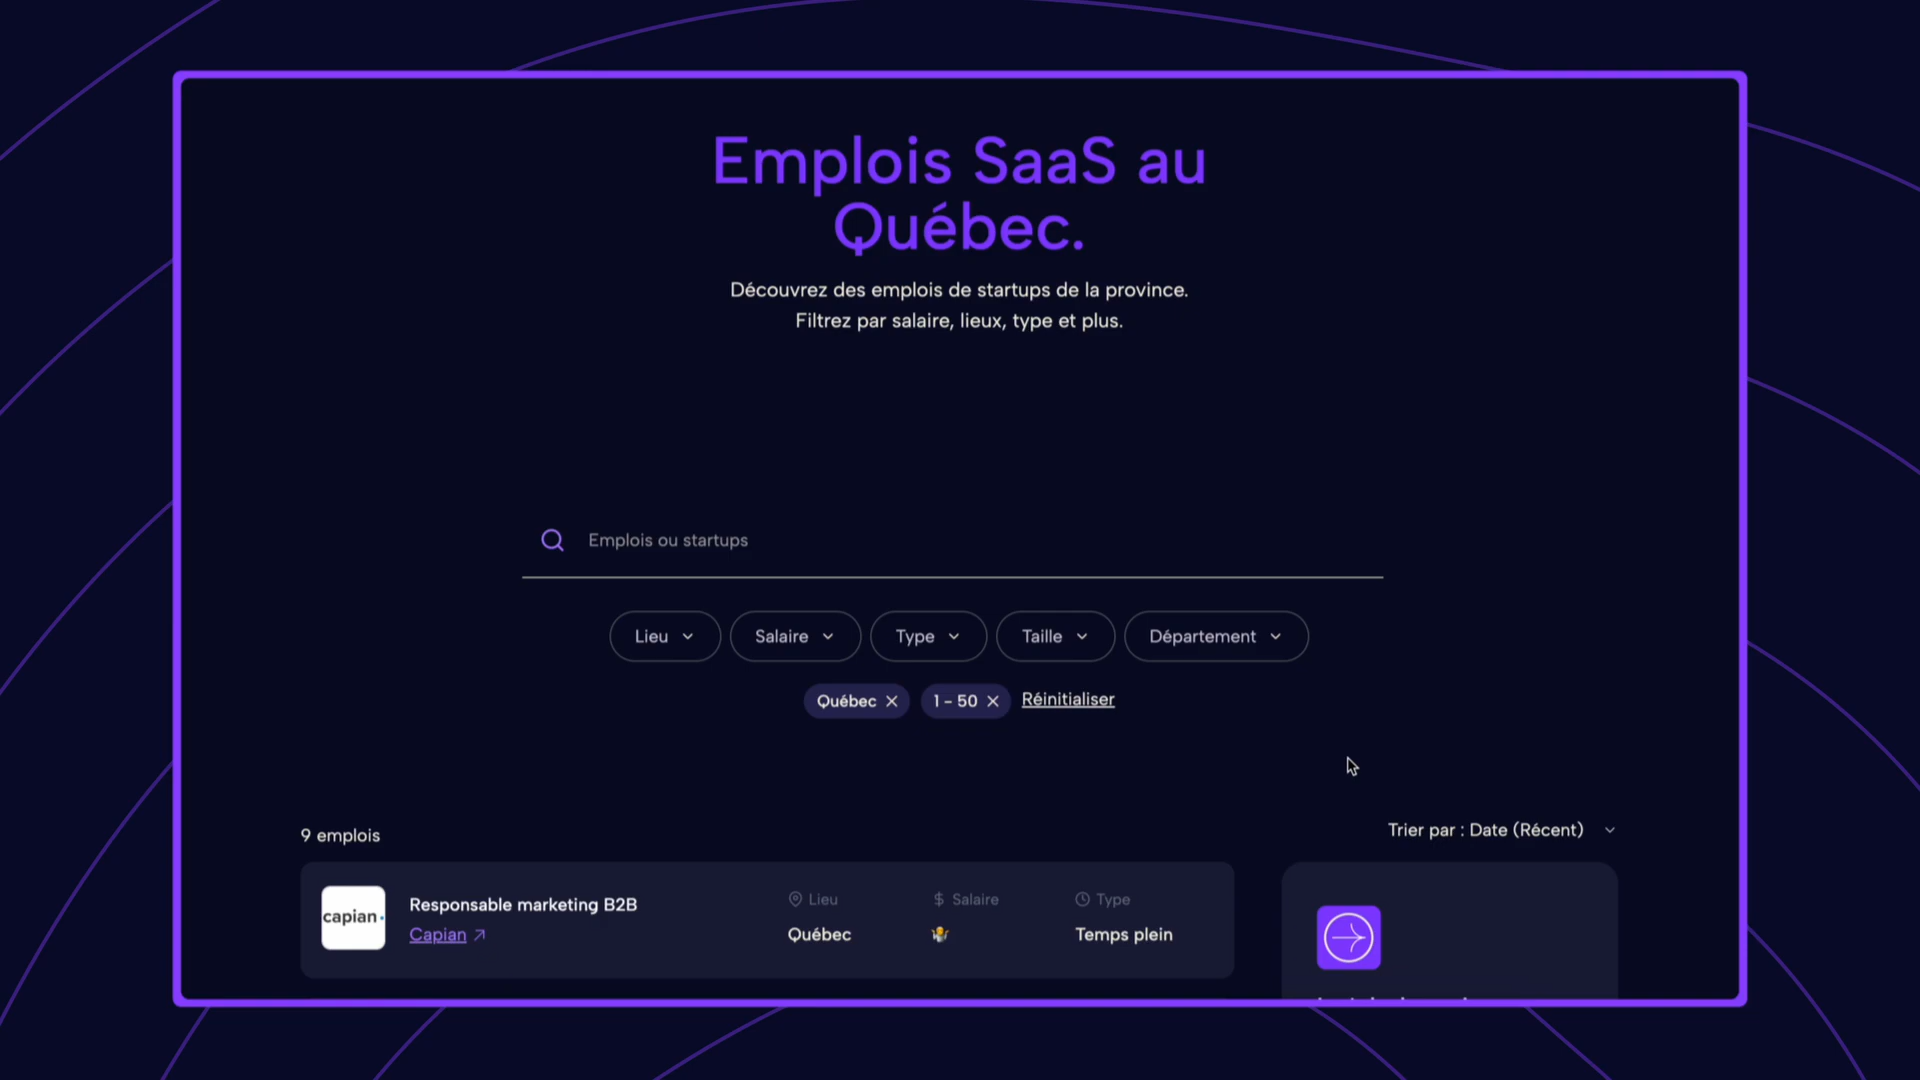 Emplois SaaS au
Québec.
Découvrez des emplois de startups de la province.
Filtrez par salaire, lieux, type et plus.
Emplois ou startups
Lieu Salaire Type Taille Département
Québec 1 – 50 Réinitialiser
9 emplois
Trier par : Date (Récent)
capian
Responsable marketing B2B
Capian
Lieu
Québec
Salaire
Type
Temps plein